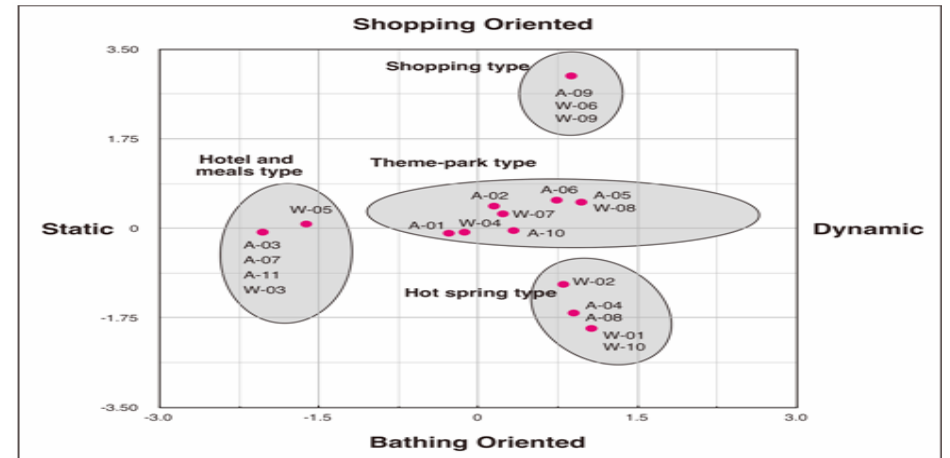 Shopping Oriented
3.50
Shopping type
A-09
W-06
W-09
1.75
Hotel and
meals type
Theme-park type
W-05
A-02
A-06
A-05
W-08
W-07
A-01
W-04
A-10
Static
0
Dynamic
A-03
A-07
A-11
W-03
Hot spring type
W-02
A-04
A-08
W-01
W-10
-1.75
-3.50
-3.0
-1.5
0
1.5
3.0
Bathing Oriented